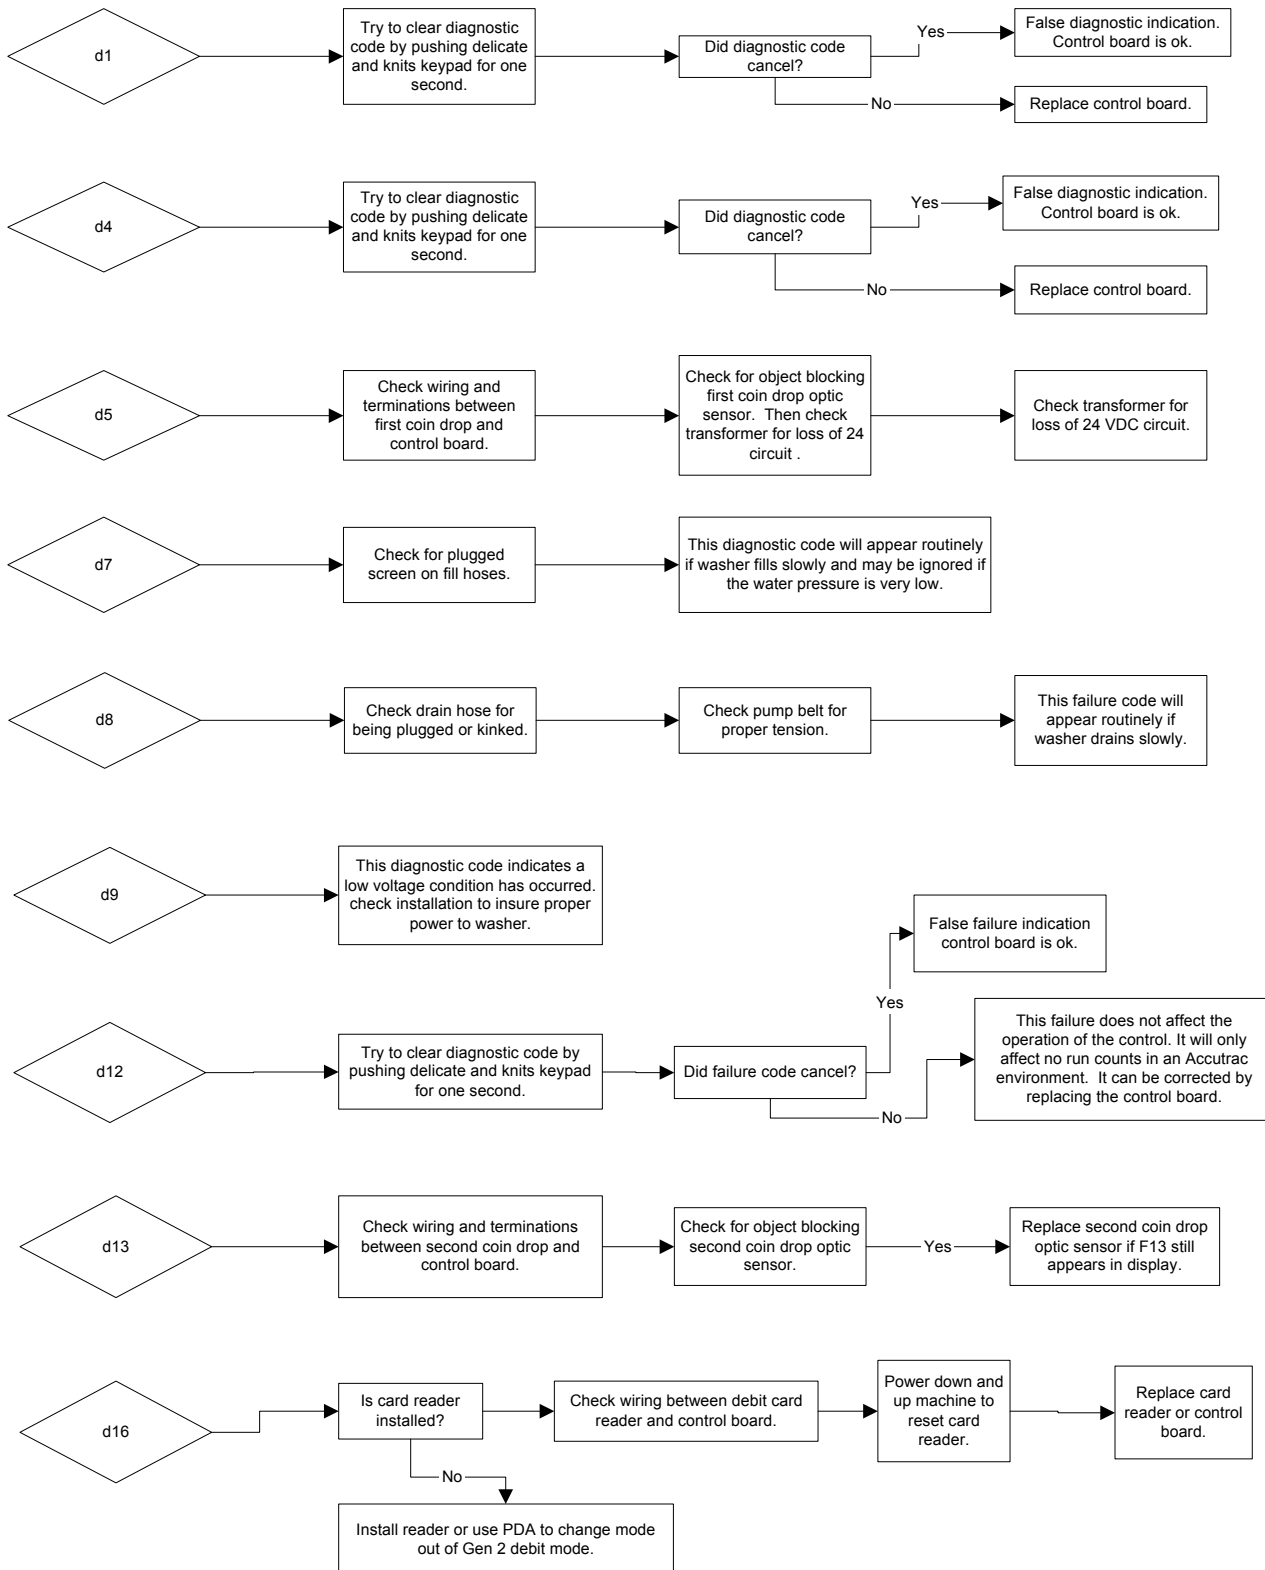 d1
Try to clear diagnostic
code by pushing delicate
and knits keypad for one
second.
Did diagnostic code
cancel?
Yes
False diagnostic indication.
Control board is ok.
No
Replace control board.
d4
Try to clear diagnostic
code by pushing delicate
and knits keypad for one
second.
Did diagnostic code
cancel?
Yes
False diagnostic indication.
Control board is ok.
No
Replace control board.
d5
Check wiring and
terminations between
first coin drop and
control board.
Check for object blocking
first coin drop optic
sensor. Then check
transformer for loss of 24
circuit .
Check transformer for
loss of 24 VDC circuit.
d7
Check for plugged
screen on fill hoses.
This diagnostic code will appear routinely
if washer fills slowly and may be ignored if
the water pressure is very low.
d8
Check drain hose for
being plugged or kinked.
Check pump belt for
proper tension.
This failure code will
appear routinely if
washer drains slowly.
d9
This diagnostic code indicates a
low voltage condition has occurred.
check installation to insure proper
power to washer.
d12
Try to clear diagnostic code by
pushing delicate and knits keypad
for one second.
Did failure code cancel?
Yes
False failure indication
control board is ok.
No
This failure does not affect the
operation of the control. It will only
affect no run counts in an Accutrac
environment. It can be corrected by
replacing the control board.
d13
Check wiring and terminations
between second coin drop and
control board.
Check for object blocking
second coin drop optic
sensor.
Yes
Replace second coin drop
optic sensor if F13 still
appears in display.
d16
Is card reader
installed?
Check wiring between debit card
reader and control board.
Power down and
up machine to
reset card
reader.
Replace card
reader or control
board.
No
Install reader or use PDA to change mode
out of Gen 2 debit mode.